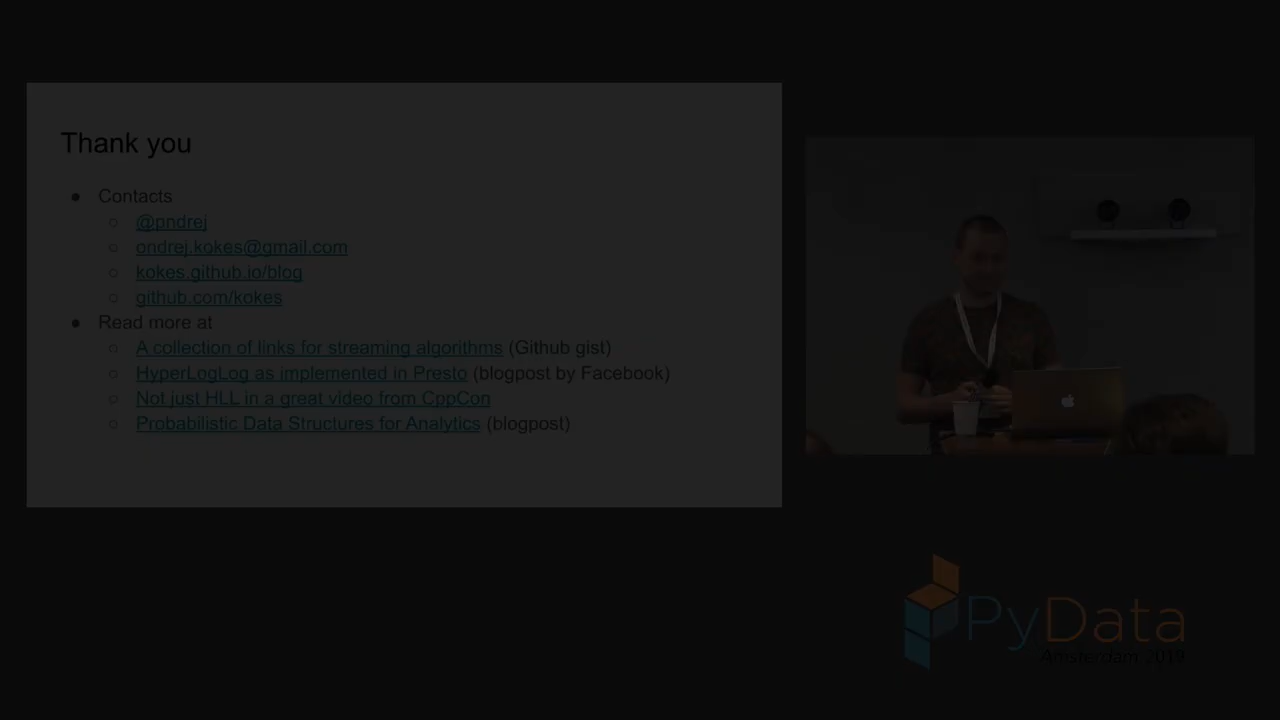 Thank you
● Contacts
○ @pndrej
○ ondrej.kokes@gmail.com
○ kokes.github.io/blog
○ github.com/kokes
● Read more at
○ A collection of links for streaming algorithms (Github gist)
○ HyperLogLog as implemented in Presto (blogpost by Facebook)
○ Not just HLL in a great video from CppCon
○ Probabilistic Data Structures for Analytics (blogpost)
PyData
Amsterdam 2019